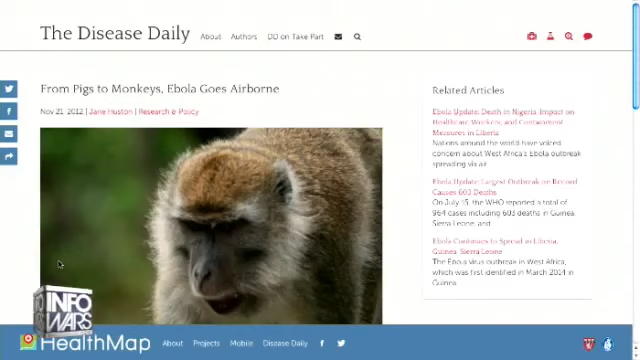 The Disease Daily
About Authors DD on Take Part
From Pigs to Monkeys, Ebola Goes Airborne
Nov 21, 2012 | Jane Huston | Research & Policy
Related Articles
Ebola Update: Death in Nigeria, Impact on
Healthcare Workers, and Containment
Measures in Liberia
Nations around the world have voiced
concern about West Africa's Ebola outbreak
spreading via air
Ebola Update: Largest Outbreak on Record
Causes 603 Deaths
On July 15, the WHO reported a total of
964 cases including 603 deaths in Guinea,
Sierra Leone, and
Ebola Continues to Spread in Liberia,
Guinea, Sierra Leone
The Ebola virus outbreak in West Africa,
which was first identified in March 2014 in
Guinea
INFO
WARS
HealthMap
About Projects Mobile Disease Daily